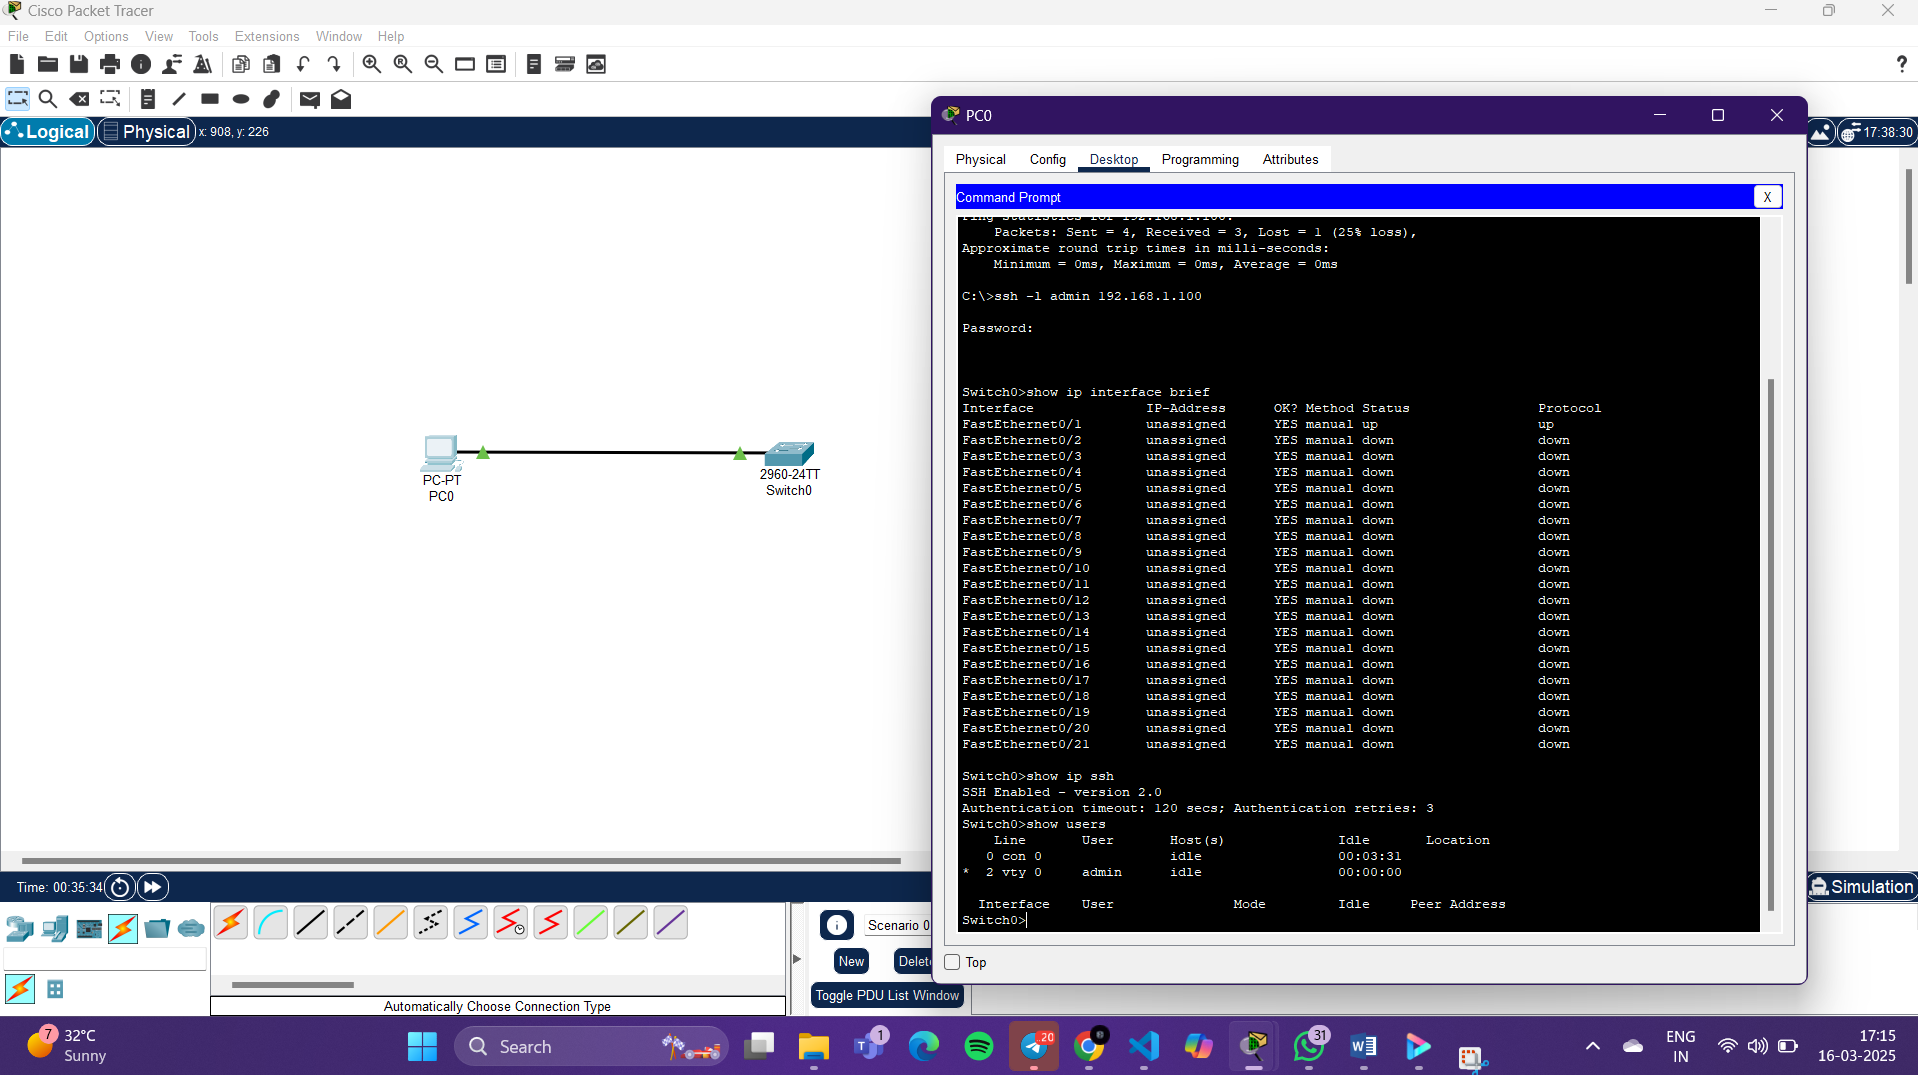 Cisco Packet Tracer
File Edit Options View Tools Extensions Window Help
?
Logical Physical x: 908, y: 226
17:38:30
PC-PT
PC0
2960-24TT
Switch0
PC0
Physical Config Desktop Programming Attributes
Command Prompt X
Ping statistics for 192.168.1.100:
Packets: Sent = 4, Received = 3, Lost = 1 (25% loss),
Approximate round trip times in milli-seconds:
Minimum = 0ms, Maximum = 0ms, Average = 0ms
C:\>ssh -l admin 192.168.1.100
Password:
Switch0>show ip interface brief
Interface IP-Address OK? Method Status Protocol
FastEthernet0/1 unassigned YES manual up up
FastEthernet0/2 unassigned YES manual down down
FastEthernet0/3 unassigned YES manual down down
FastEthernet0/4 unassigned YES manual down down
FastEthernet0/5 unassigned YES manual down down
FastEthernet0/6 unassigned YES manual down down
FastEthernet0/7 unassigned YES manual down down
FastEthernet0/8 unassigned YES manual down down
FastEthernet0/9 unassigned YES manual down down
FastEthernet0/10 unassigned YES manual down down
FastEthernet0/11 unassigned YES manual down down
FastEthernet0/12 unassigned YES manual down down
FastEthernet0/13 unassigned YES manual down down
FastEthernet0/14 unassigned YES manual down down
FastEthernet0/15 unassigned YES manual down down
FastEthernet0/16 unassigned YES manual down down
FastEthernet0/17 unassigned YES manual down down
FastEthernet0/18 unassigned YES manual down down
FastEthernet0/19 unassigned YES manual down down
FastEthernet0/20 unassigned YES manual down down
FastEthernet0/21 unassigned YES manual down down
Switch0>show ip ssh
SSH Enabled - version 2.0
Authentication timeout: 120 secs; Authentication retries: 3
Switch0>show users
Line User Host(s) Idle Location
0 con 0 idle 00:03:31
* 2 vty 0 admin idle 00:00:00
Interface User Mode Idle Peer Address
Switch0>
Top
Time: 00:35:34
Simulation
Scenario 0
New Delete
Toggle PDU List Window
Automatically Choose Connection Type
7
32°C
Sunny
Search
1
20
31
ENG
IN
17:15
16-03-2025